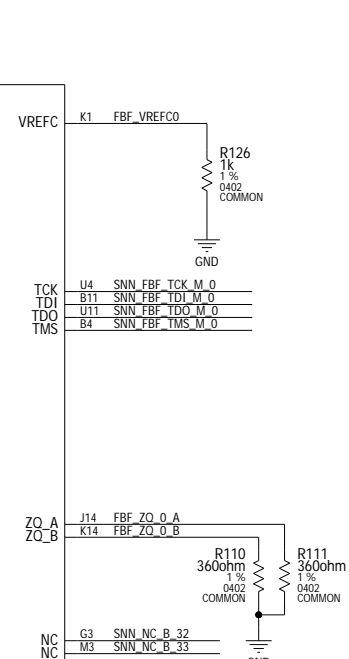 VREFC K1 FBF_VREFC0
R126
1k
1 %
0402
COMMON
GND
TCK U4 SNN_FBF_TCK_M_0
TDI B11 SNN_FBF_TDI_M_0
TDO U11 SNN_FBF_TDO_M_0
TMS B4 SNN_FBF_TMS_M_0
ZQ_A J14 FBF_ZQ_0_A
ZQ_B K14 FBF_ZQ_0_B
R110 R111
360ohm 360ohm
1 % 1 %
0402 0402
COMMON COMMON
NC G3 SNN_NC_B_32
NC M3 SNN_NC_B_33
GND